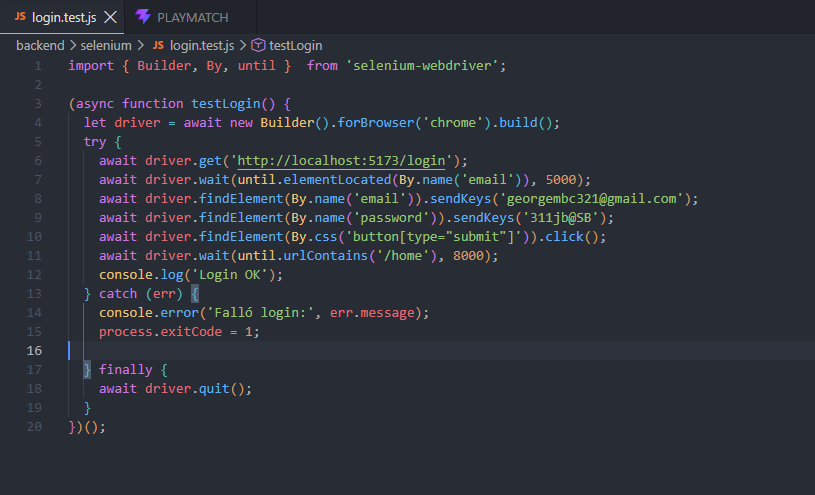 JS login.test.js
PLAYMATCH
backend > selenium > JS login.test.js > testLogin
1 import { Builder, By, until }  from 'selenium-webdriver';
2
3 (async function testLogin() {
4   let driver = await new Builder().forBrowser('chrome').build();
5   try {
6     await driver.get('http://localhost:5173/login');
7     await driver.wait(until.elementLocated(By.name('email')), 5000);
8     await driver.findElement(By.name('email')).sendKeys('georgembc321@gmail.com');
9     await driver.findElement(By.name('password')).sendKeys('311jb@SB');
10     await driver.findElement(By.css('button[type="submit"]')).click();
11     await driver.wait(until.urlContains('/home'), 8000);
12     console.log('Login OK');
13   } catch (err) {
14     console.error('Falló login:', err.message);
15     process.exitCode = 1;
16
17   } finally {
18     await driver.quit();
19   }
20 })();